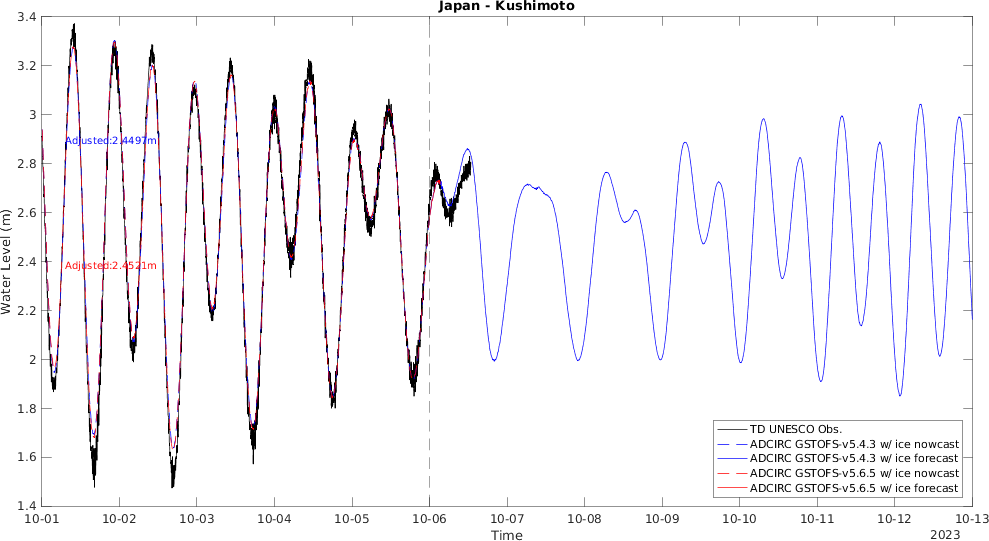 Japan - Kushimoto
3.4
3.2
3
2.8
2.6
2.4
2.2
2
1.8
1.6
1.4
Water Level (m)
Adjusted:2.4497m
Adjusted:2.4521m
TD UNESCO Obs.
ADCIRC GSTOFS-v5.4.3 w/ ice nowcast
ADCIRC GSTOFS-v5.4.3 w/ ice forecast
ADCIRC GSTOFS-v5.6.5 w/ ice nowcast
ADCIRC GSTOFS-v5.6.5 w/ ice forecast
10-01 10-02 10-03 10-04 10-05 10-06 10-07 10-08 10-09 10-10 10-11 10-12 10-13
Time
2023